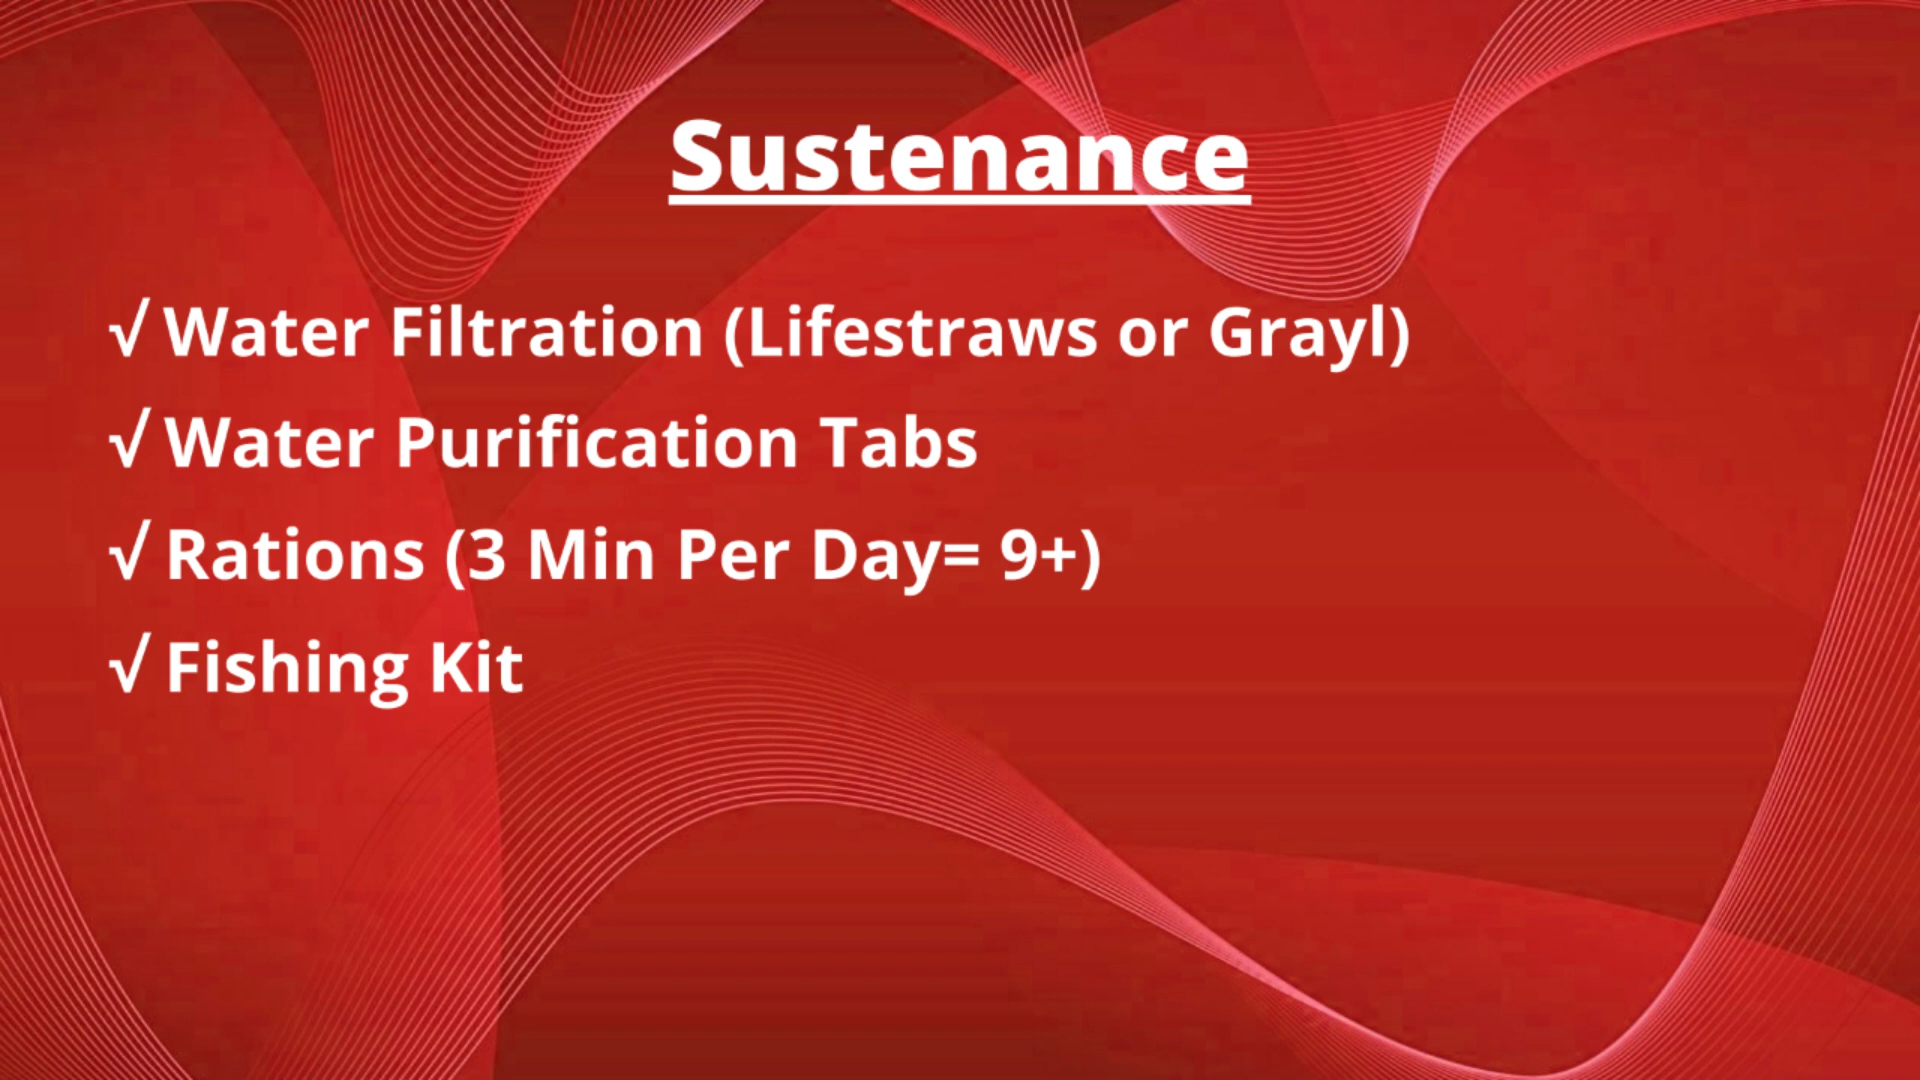 Sustenance
√ Water Filtration (Lifestraws or Grayl)
√ Water Purification Tabs
√ Rations (3 Min Per Day= 9+)
√ Fishing Kit